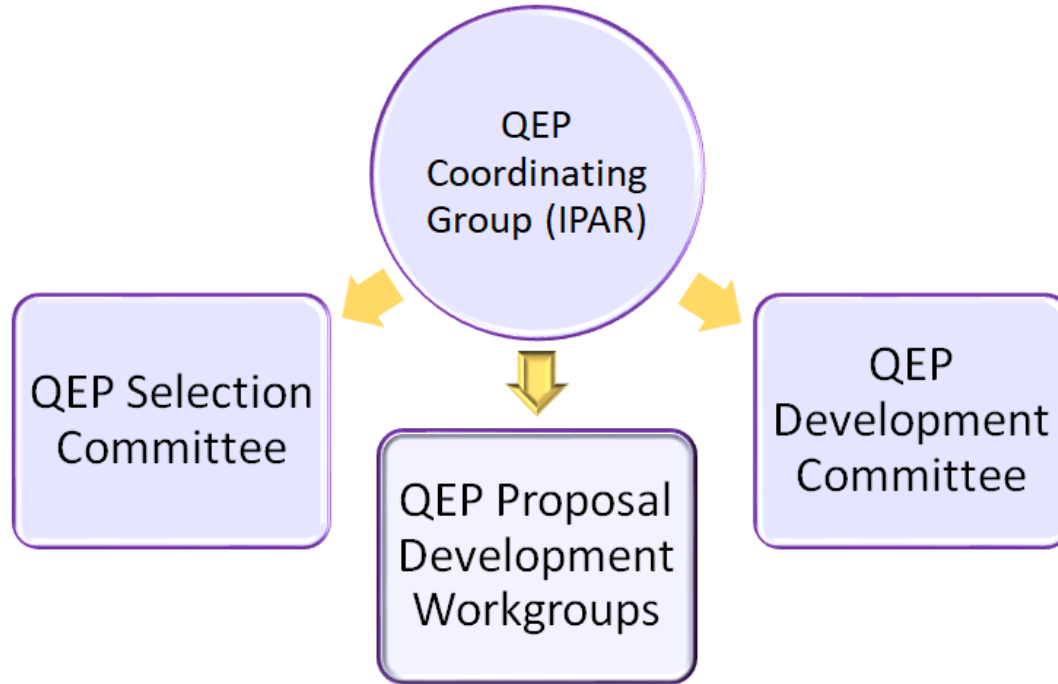 QEP
Coordinating
Group (IPAR)
QEP Selection
Committee
QEP Proposal
Development
Workgroups
QEP
Development
Committee